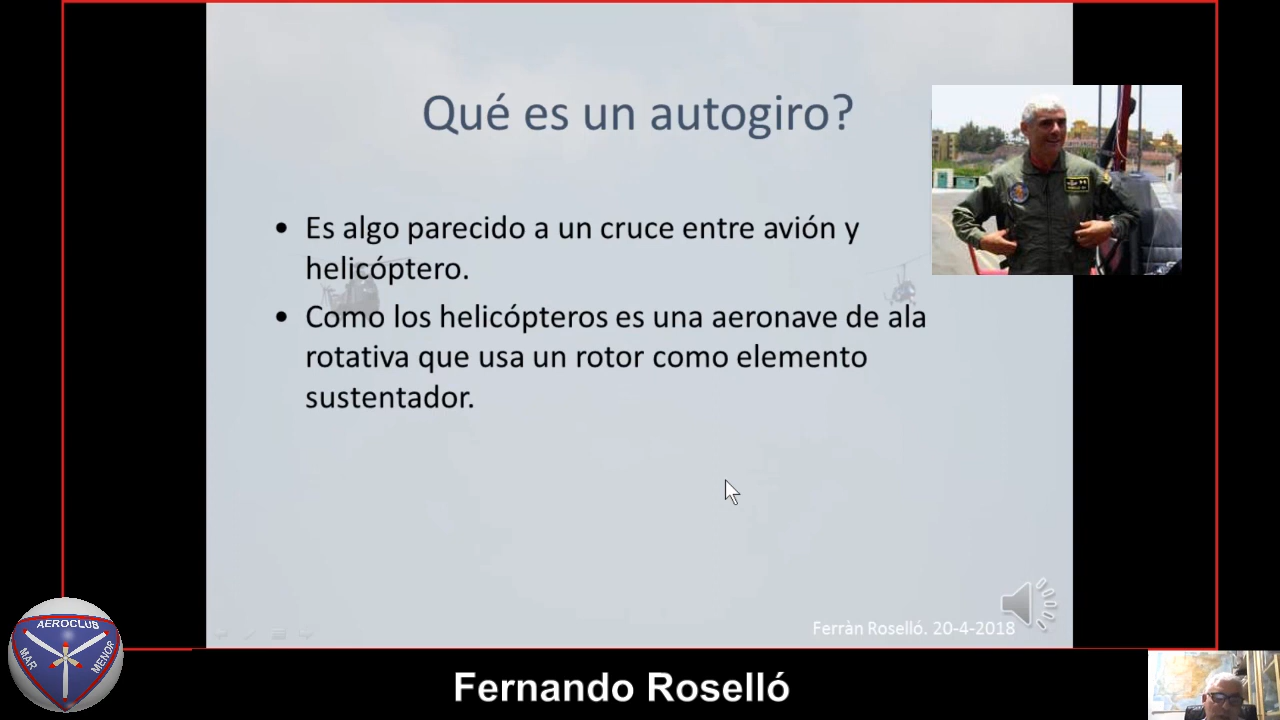 Qué es un autogiro?
• Es algo parecido a un cruce entre avión y
helicóptero.
• Como los helicópteros es una aeronave de ala
rotativa que usa un rotor como elemento
sustentador.
Ferràn Roselló. 20-4-2018
AEROCLUB
MAR
MENOR
Fernando Roselló